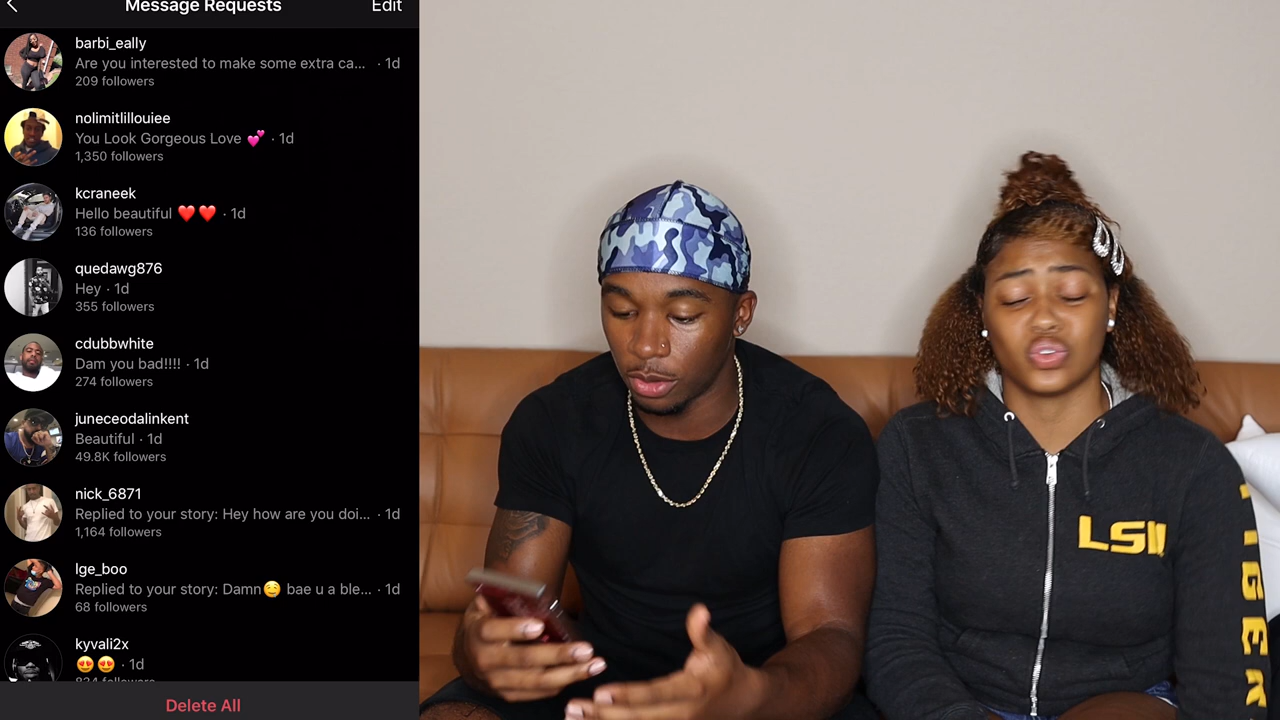 Message Requests
Edit
barbi_eally
Are you interested to make some extra ca... · 1d
209 followers
nolimitlillouiee
You Look Gorgeous Love 💕 · 1d
1,350 followers
kcraneek
Hello beautiful ❤️❤️ · 1d
136 followers
quedawg876
Hey · 1d
355 followers
cdubbwhite
Dam you bad!!!! · 1d
274 followers
juneceodalinkent
Beautiful · 1d
49.8K followers
nick_6871
Replied to your story: Hey how are you doi... · 1d
1,164 followers
lge_boo
Replied to your story: Damn🤤 bae u a ble... · 1d
68 followers
kyvali2x
😍😍 · 1d
834 followers
Delete All
LSU
TIGER